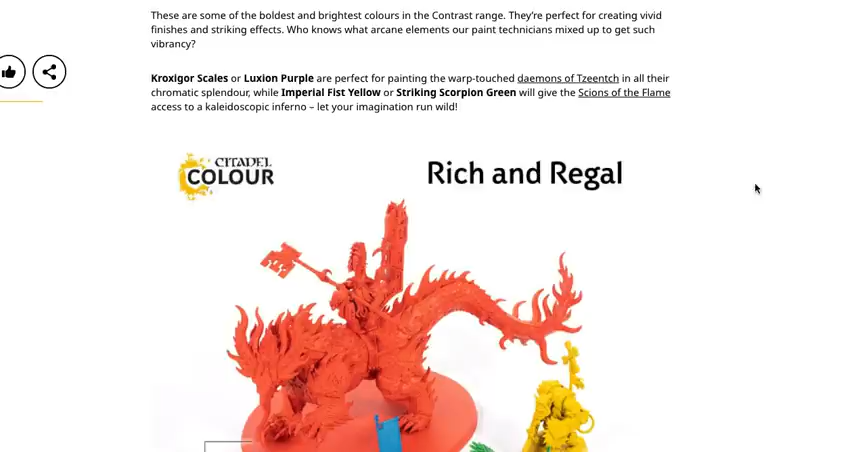 These are some of the boldest and brightest colours in the Contrast range. They’re perfect for creating vivid
finishes and striking effects. Who knows what arcane elements our paint technicians mixed up to get such
vibrancy?
Kroxigor Scales or Luxion Purple are perfect for painting the warp-touched daemons of Tzeentch in all their
chromatic splendour, while Imperial Fist Yellow or Striking Scorpion Green will give the Scions of the Flame
access to a kaleidoscopic inferno – let your imagination run wild!
CITADEL
COLOUR
Rich and Regal